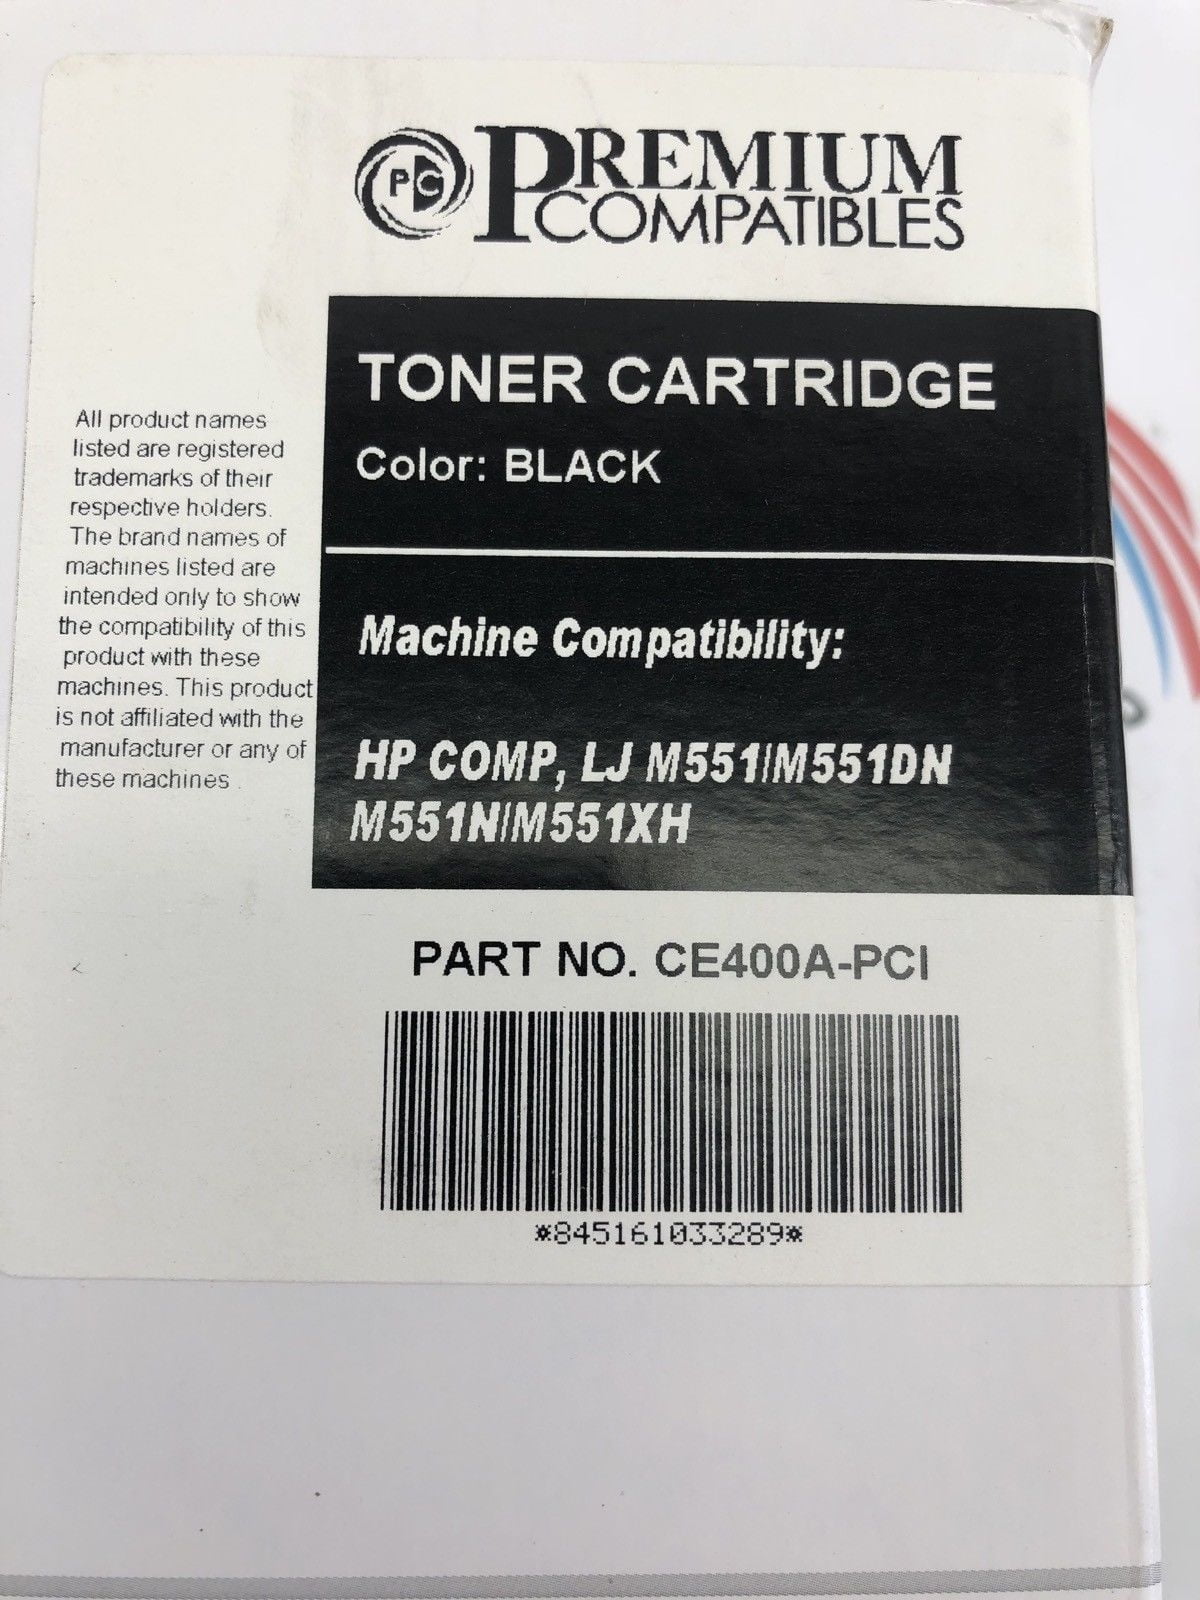 PC
PREMIUM
COMPATIBLES
TONER CARTRIDGE
Color: BLACK
All product names
listed are registered
trademarks of their
respective holders.
The brand names of
machines listed are
intended only to show
the compatibility of this
product with these
machines. This product
is not affiliated with the
manufacturer or any of
these machines.
Machine Compatibility:
HP COMP, LJ M551/M551DN
M551N/M551XH
PART NO. CE400A-PCI
*845161033289*